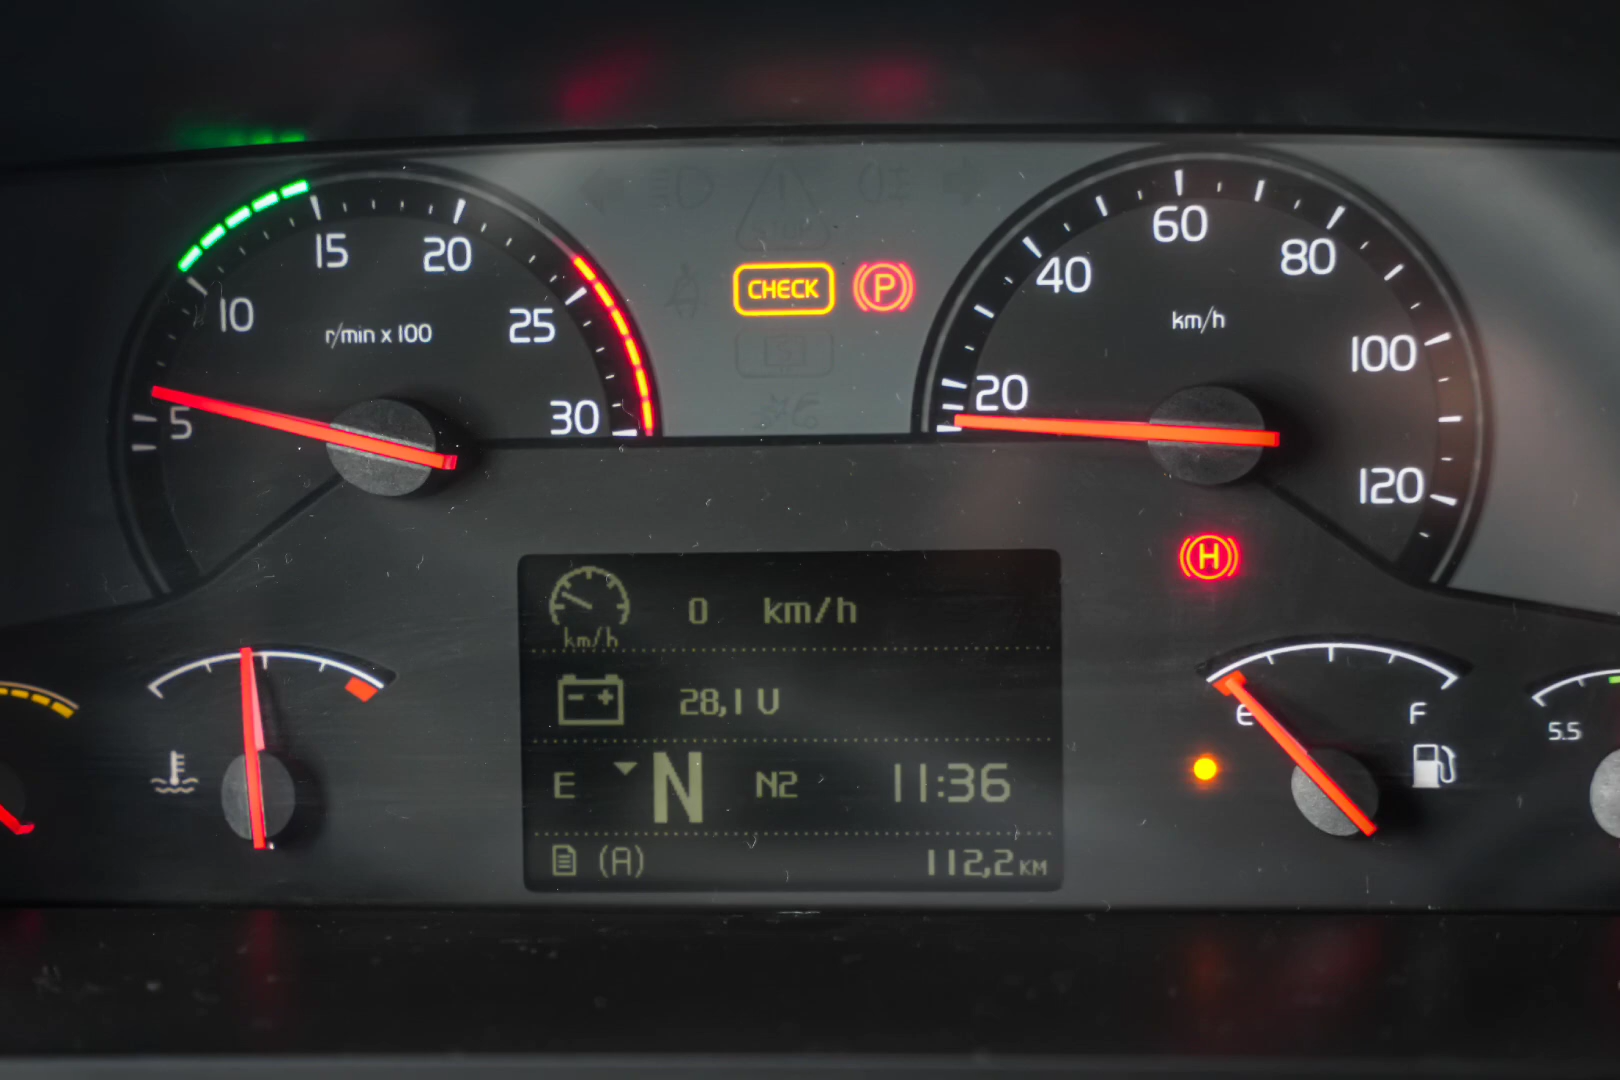 15
20
10
25
r/min x 100
5
30
CHECK
P
60
40
80
km/h
20
100
120
H
km/h
0 km/h
28,1 V
E N N2 11:36
(A) 112,2 KM
E
F
5.5